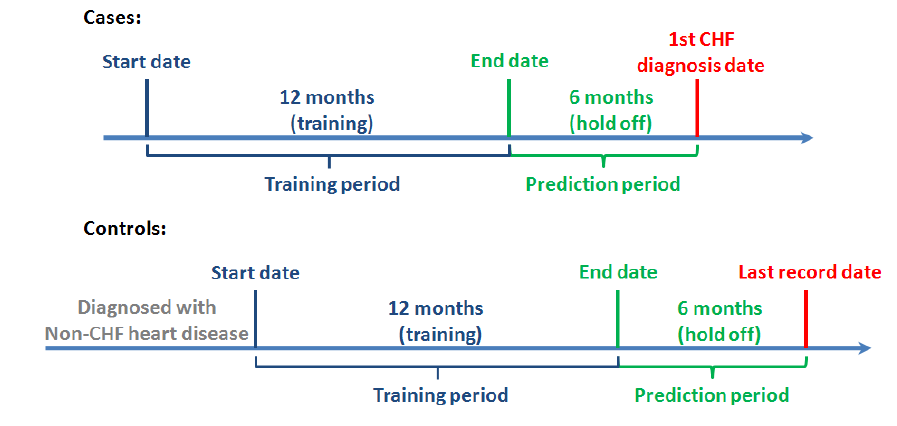 Cases:
1st CHF
Start date
End date
diagnosis date
12 months
6 months
(training)
(hold off)
Training period
Prediction period
Controls:
Start date
End date
Last record date
Diagnosed with
12 months
6 months
Non-CHF heart disease
(training)
(hold off)
Training period
Prediction period